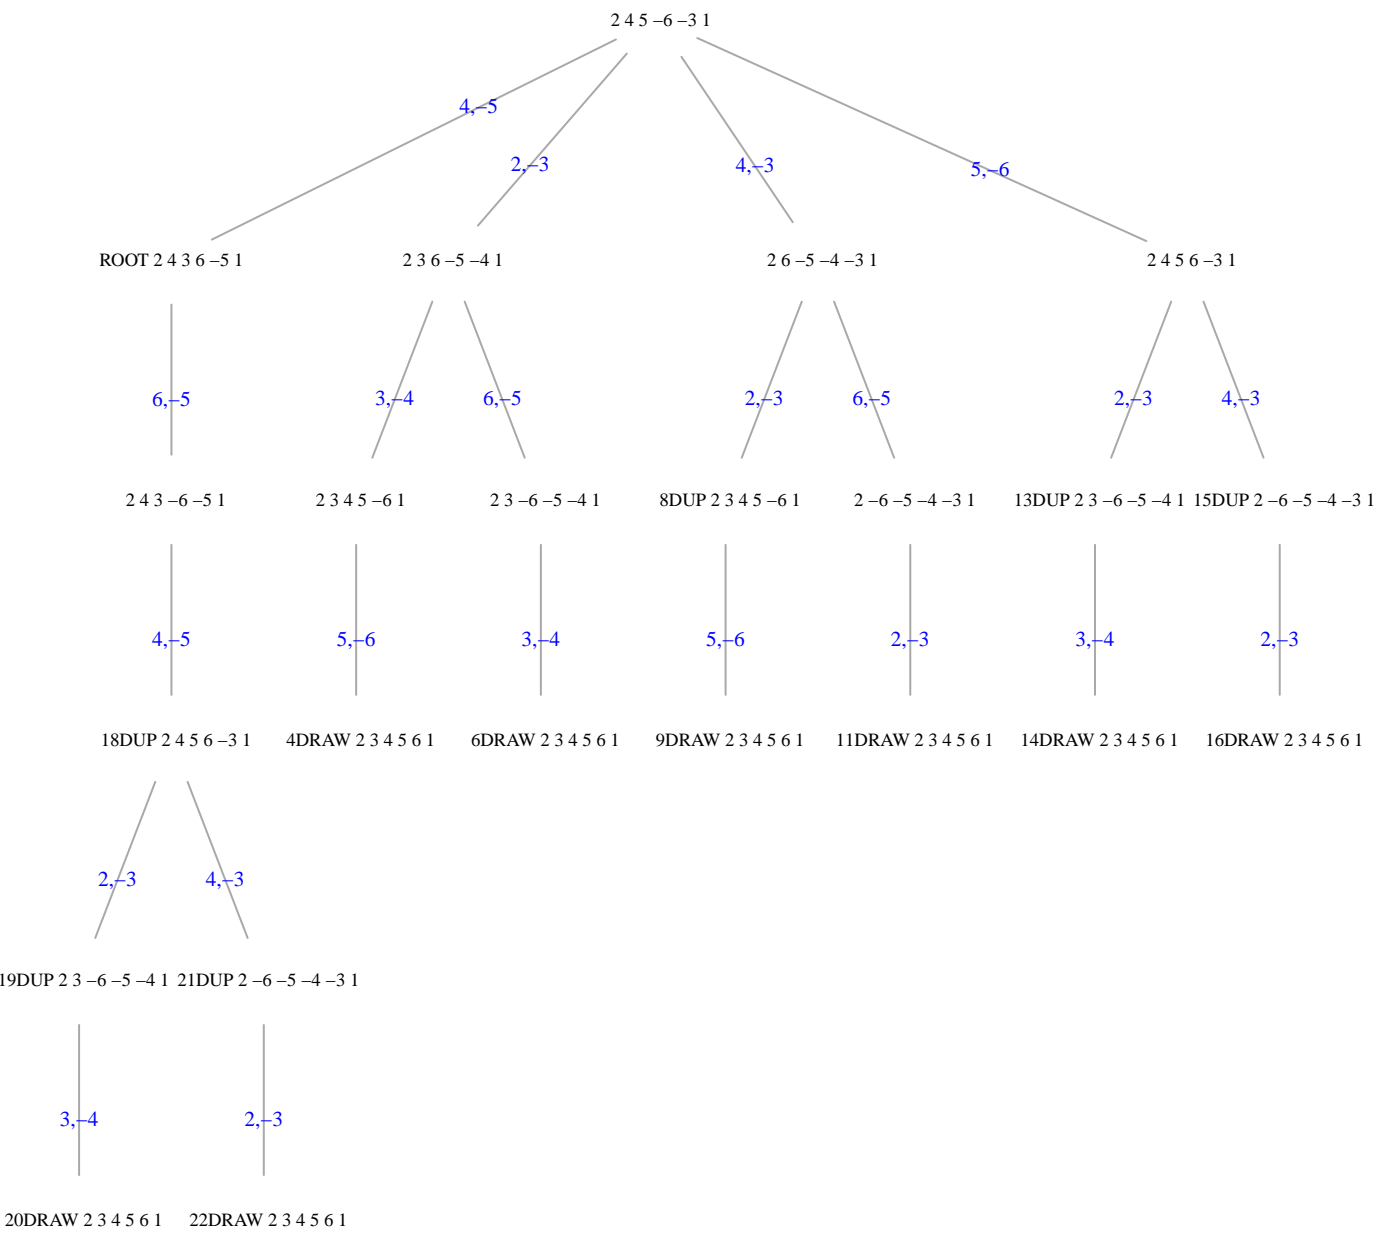 2 4 5 –6 –3 1
4,–5
2,–3
4,–3
5,–6
ROOT 2 4 3 6 –5 1
2 3 6 –5 –4 1
2 6 –5 –4 –3 1
2 4 5 6 –3 1
6,–5
3,–4
6,–5
2,–3
6,–5
2,–3
4,–3
2 4 3 –6 –5 1
2 3 4 5 –6 1
2 3 –6 –5 –4 1
8DUP 2 3 4 5 –6 1
2 –6 –5 –4 –3 1
13DUP 2 3 –6 –5 –4 1
15DUP 2 –6 –5 –4 –3 1
4,–5
5,–6
3,–4
5,–6
2,–3
3,–4
2,–3
18DUP 2 4 5 6 –3 1
4DRAW 2 3 4 5 6 1
6DRAW 2 3 4 5 6 1
9DRAW 2 3 4 5 6 1
11DRAW 2 3 4 5 6 1
14DRAW 2 3 4 5 6 1
16DRAW 2 3 4 5 6 1
2,–3
4,–3
19DUP 2 3 –6 –5 –4 1
21DUP 2 –6 –5 –4 –3 1
3,–4
2,–3
20DRAW 2 3 4 5 6 1
22DRAW 2 3 4 5 6 1